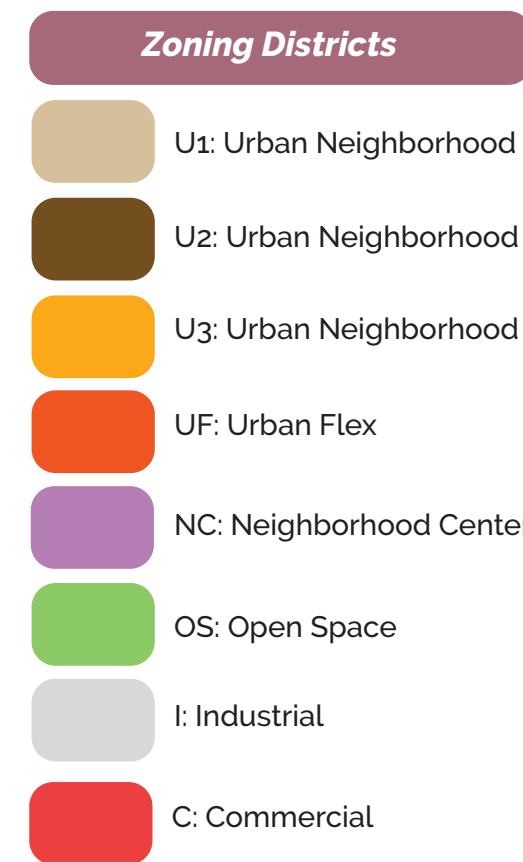 Zoning Districts
U1: Urban Neighborhood
U2: Urban Neighborhood
U3: Urban Neighborhood
UF: Urban Flex
NC: Neighborhood Center
OS: Open Space
I: Industrial
C: Commercial